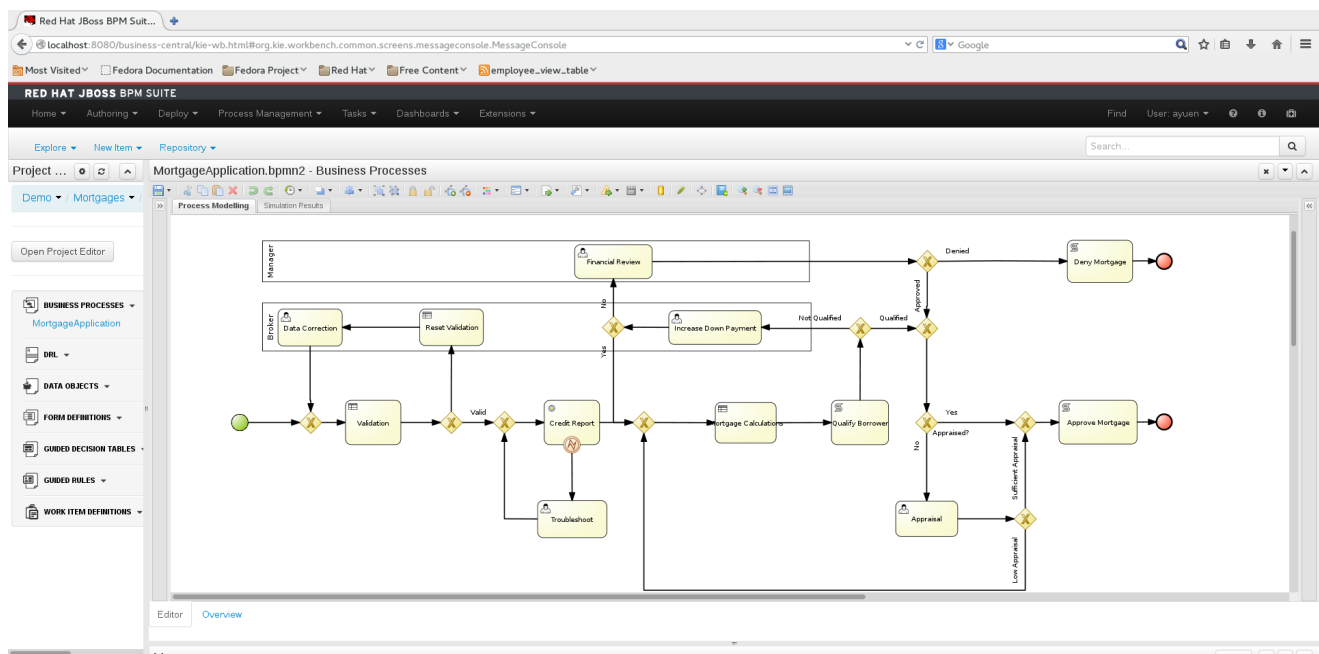 Red Hat JBoss BPM Suit...
localhost:8080/business-central/kie-wb.html#org.kie.workbench.common.screens.messageconsole.MessageConsole
Google
Most Visited Fedora Documentation Fedora Project Red Hat Free Content employee_view_table
RED HAT JBOSS BPM SUITE
Home Authoring Deploy Process Management Tasks Dashboards Extensions Find User: ayuen
Explore New Item Repository Search...
Project ... MortgageApplication.bpmn2 - Business Processes
Demo / Mortgages /
Process Modelling Simulation Results
Open Project Editor
BUSINESS PROCESSES
MortgageApplication
DRL
DATA OBJECTS
FORM DEFINITIONS
GUIDED DECISION TABLES
GUIDED RULES
WORK ITEM DEFINITIONS
Manager
Financial Review
Denied
Deny Mortgage
No
Approved
Broker
Data Correction
Reset Validation
Increase Down Payment
Not Qualified
Qualified
Yes
Validation
Valid
Credit Report
Mortgage Calculations
Qualify Borrower
Yes
Appraised?
No
Approve Mortgage
Sufficient Appraisal
Troubleshoot
Appraisal
Low Appraisal
Editor Overview